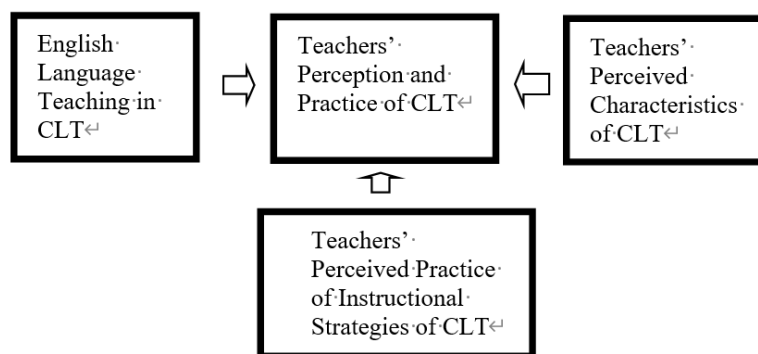 English
Language
Teaching in
CLT
Teachers’
Perception and
Practice of CLT
Teachers’
Perceived
Characteristics
of CLT
Teachers’
Perceived Practice
of Instructional
Strategies of CLT